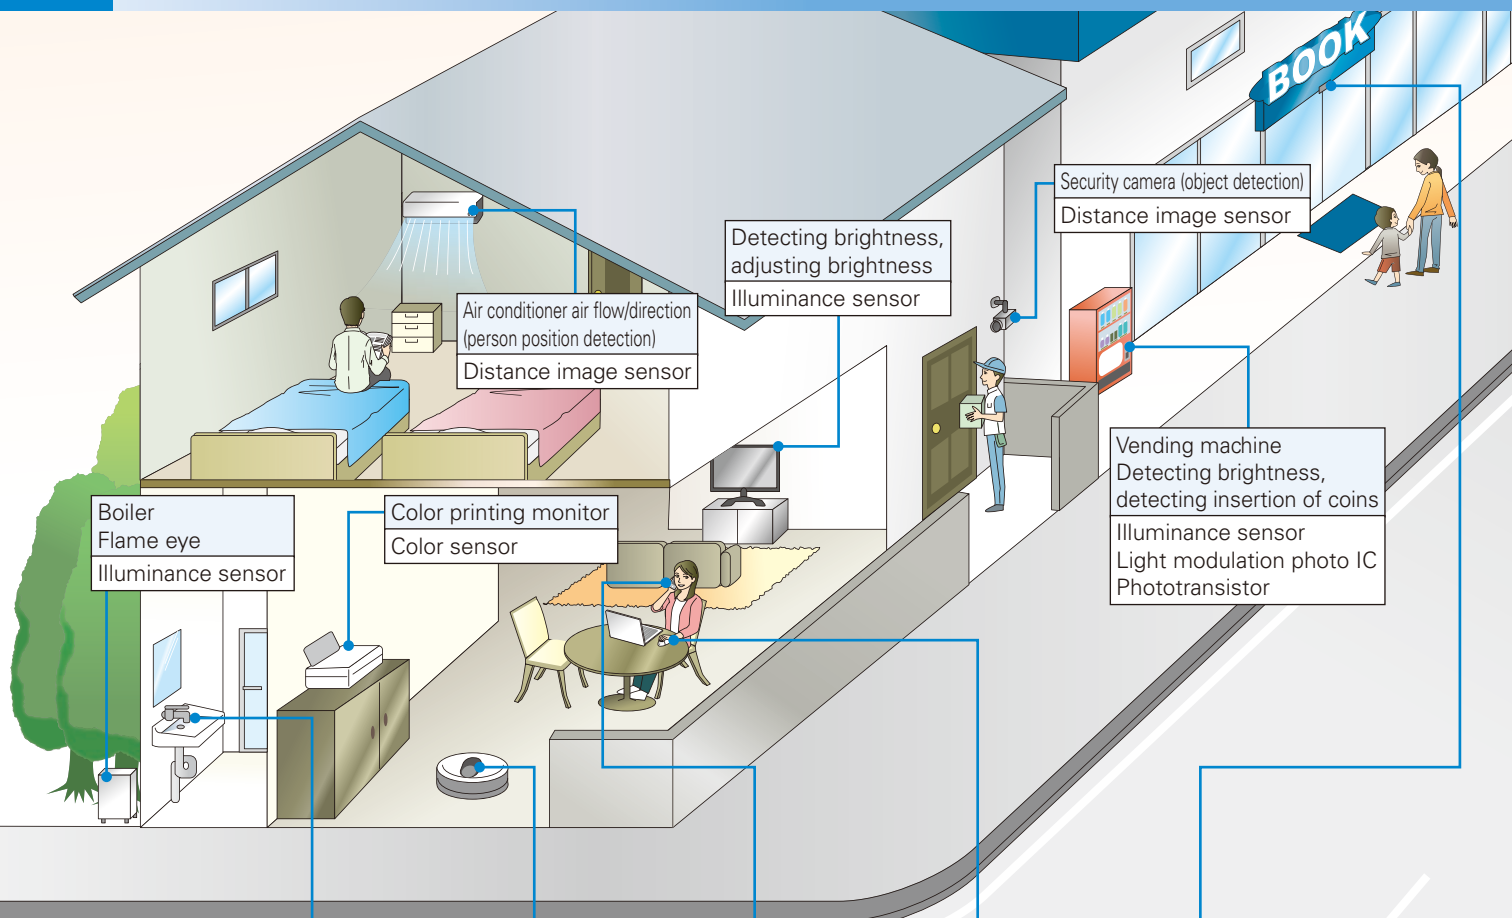 BOOK
Security camera (object detection)
Distance image sensor
Detecting brightness,
adjusting brightness
Illuminance sensor
Air conditioner air flow/direction
(person position detection)
Distance image sensor
Vending machine
Detecting brightness,
detecting insertion of coins
Illuminance sensor
Light modulation photo IC
Phototransistor
Boiler
Flame eye
Illuminance sensor
Color printing monitor
Color sensor